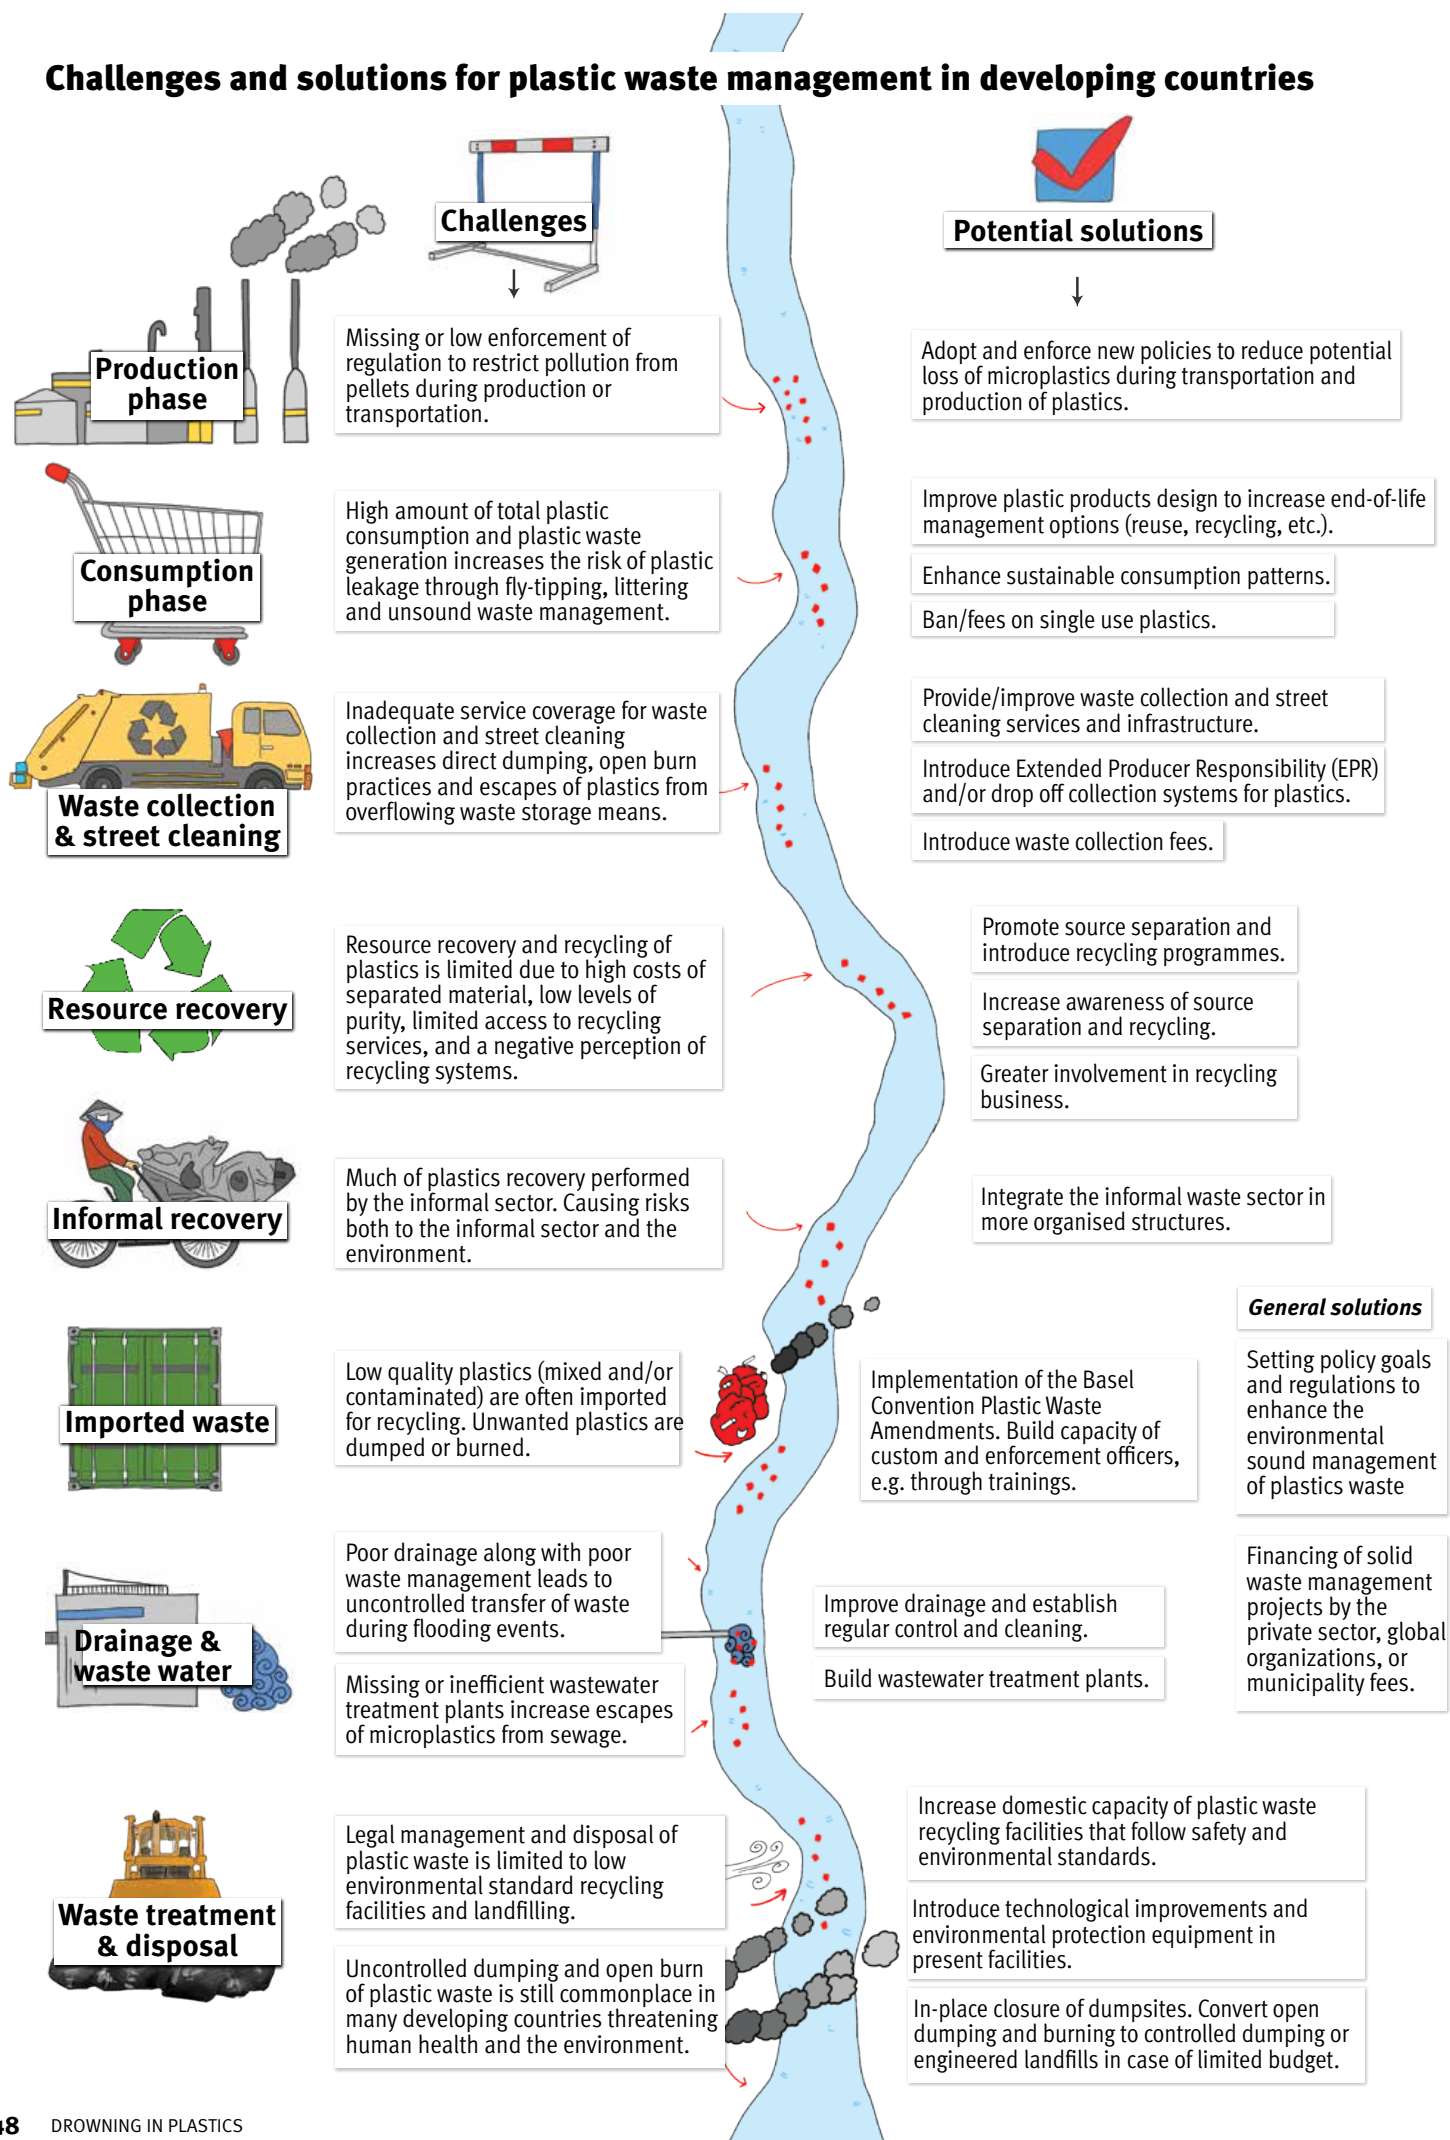 Challenges and solutions for plastic waste management in developing countries
Challenges
Potential solutions
Production
phase
Missing or low enforcement of
regulation to restrict pollution from
pellets during production or
transportation.
Adopt and enforce new policies to reduce potential
loss of microplastics during transportation and
production of plastics.
Consumption
phase
High amount of total plastic
consumption and plastic waste
generation increases the risk of plastic
leakage through fly-tipping, littering
and unsound waste management.
Improve plastic products design to increase end-of-life
management options (reuse, recycling, etc.).
Enhance sustainable consumption patterns.
Ban/fees on single use plastics.
Waste collection
& street cleaning
Inadequate service coverage for waste
collection and street cleaning
increases direct dumping, open burn
practices and escapes of plastics from
overflowing waste storage means.
Provide/improve waste collection and street
cleaning services and infrastructure.
Introduce Extended Producer Responsibility (EPR)
and/or drop off collection systems for plastics.
Introduce waste collection fees.
Resource recovery
Resource recovery and recycling of
plastics is limited due to high costs of
separated material, low levels of
purity, limited access to recycling
services, and a negative perception of
recycling systems.
Promote source separation and
introduce recycling programmes.
Increase awareness of source
separation and recycling.
Greater involvement in recycling
business.
Informal recovery
Much of plastics recovery performed
by the informal sector. Causing risks
both to the informal sector and the
environment.
Integrate the informal waste sector in
more organised structures.
Imported waste
Low quality plastics (mixed and/or
contaminated) are often imported
for recycling. Unwanted plastics are
dumped or burned.
Implementation of the Basel
Convention Plastic Waste
Amendments. Build capacity of
custom and enforcement officers,
e.g. through trainings.
General solutions
Setting policy goals
and regulations to
enhance the
environmental
sound management
of plastics waste
Financing of solid
waste management
projects by the
private sector, global
organizations, or
municipality fees.
Drainage &
waste water
Poor drainage along with poor
waste management leads to
uncontrolled transfer of waste
during flooding events.
Missing or inefficient wastewater
treatment plants increase escapes
of microplastics from sewage.
Improve drainage and establish
regular control and cleaning.
Build wastewater treatment plants.
Waste treatment
& disposal
Legal management and disposal of
plastic waste is limited to low
environmental standard recycling
facilities and landfilling.
Uncontrolled dumping and open burn
of plastic waste is still commonplace in
many developing countries threatening
human health and the environment.
Increase domestic capacity of plastic waste
recycling facilities that follow safety and
environmental standards.
Introduce technological improvements and
environmental protection equipment in
present facilities.
In-place closure of dumpsites. Convert open
dumping and burning to controlled dumping or
engineered landfills in case of limited budget.
48 DROWNING IN PLASTICS